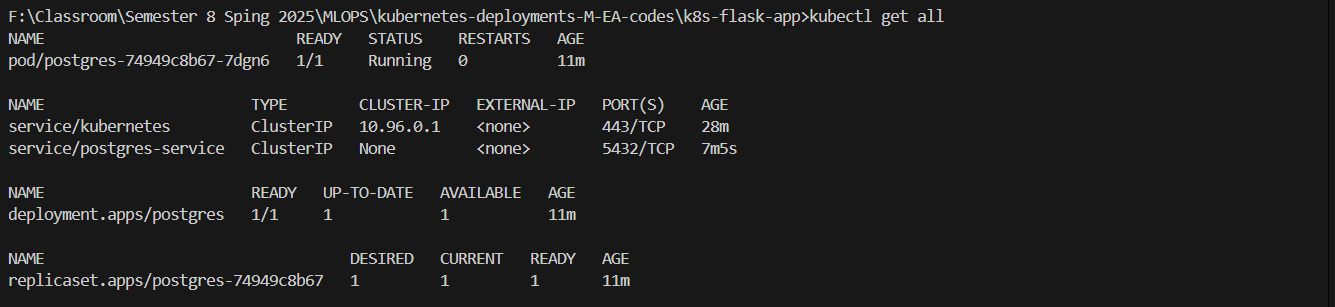 F:\Classroom\Semester 8 Sping 2025\MLOPS\kubernetes-deployments-M-EA-codes\k8s-flask-app>kubectl get all
NAME                            READY   STATUS    RESTARTS   AGE
pod/postgres-74949c8b67-7dgn6   1/1     Running   0          11m
NAME                       TYPE        CLUSTER-IP   EXTERNAL-IP   PORT(S)    AGE
service/kubernetes         ClusterIP   10.96.0.1    <none>        443/TCP    28m
service/postgres-service   ClusterIP   None         <none>        5432/TCP   7m5s
NAME                       READY   UP-TO-DATE   AVAILABLE   AGE
deployment.apps/postgres   1/1     1            1           11m
NAME                                  DESIRED   CURRENT   READY   AGE
replicaset.apps/postgres-74949c8b67   1         1         1       11m